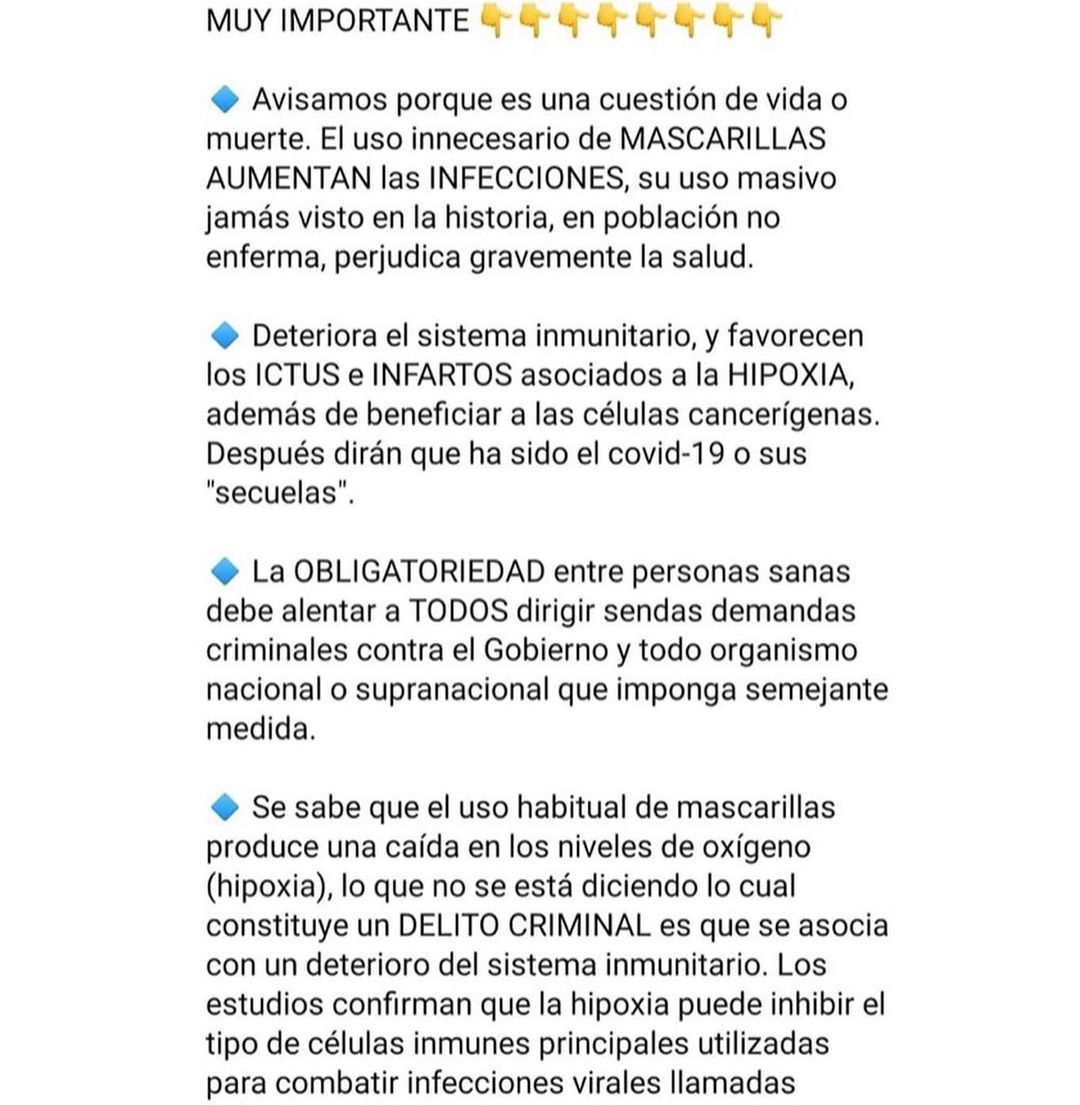 MUY IMPORTANTE 👇👇👇👇👇👇👇👇
🔷 Avisamos porque es una cuestión de vida o
muerte. El uso innecesario de MASCARILLAS
AUMENTAN las INFECCIONES, su uso masivo
jamás visto en la historia, en población no
enferma, perjudica gravemente la salud.
🔷 Deteriora el sistema inmunitario, y favorecen
los ICTUS e INFARTOS asociados a la HIPOXIA,
además de beneficiar a las células cancerígenas.
Después dirán que ha sido el covid-19 o sus
"secuelas".
🔷 La OBLIGATORIEDAD entre personas sanas
debe alentar a TODOS dirigir sendas demandas
criminales contra el Gobierno y todo organismo
nacional o supranacional que imponga semejante
medida.
🔷 Se sabe que el uso habitual de mascarillas
produce una caída en los niveles de oxígeno
(hipoxia), lo que no se está diciendo lo cual
constituye un DELITO CRIMINAL es que se asocia
con un deterioro del sistema inmunitario. Los
estudios confirman que la hipoxia puede inhibir el
tipo de células inmunes principales utilizadas
para combatir infecciones virales llamadas